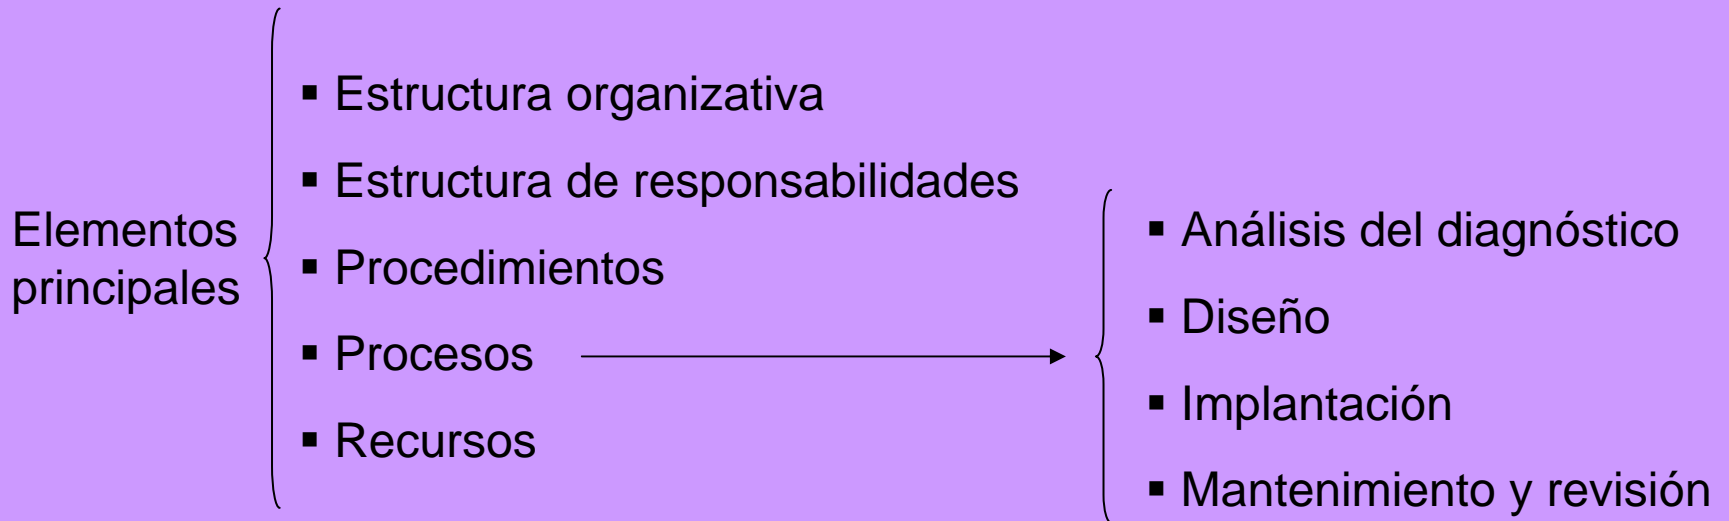 Elementos
principales
▪ Estructura organizativa
▪ Estructura de responsabilidades
▪ Procedimientos
▪ Procesos
▪ Recursos
▪ Análisis del diagnóstico
▪ Diseño
▪ Implantación
▪ Mantenimiento y revisión